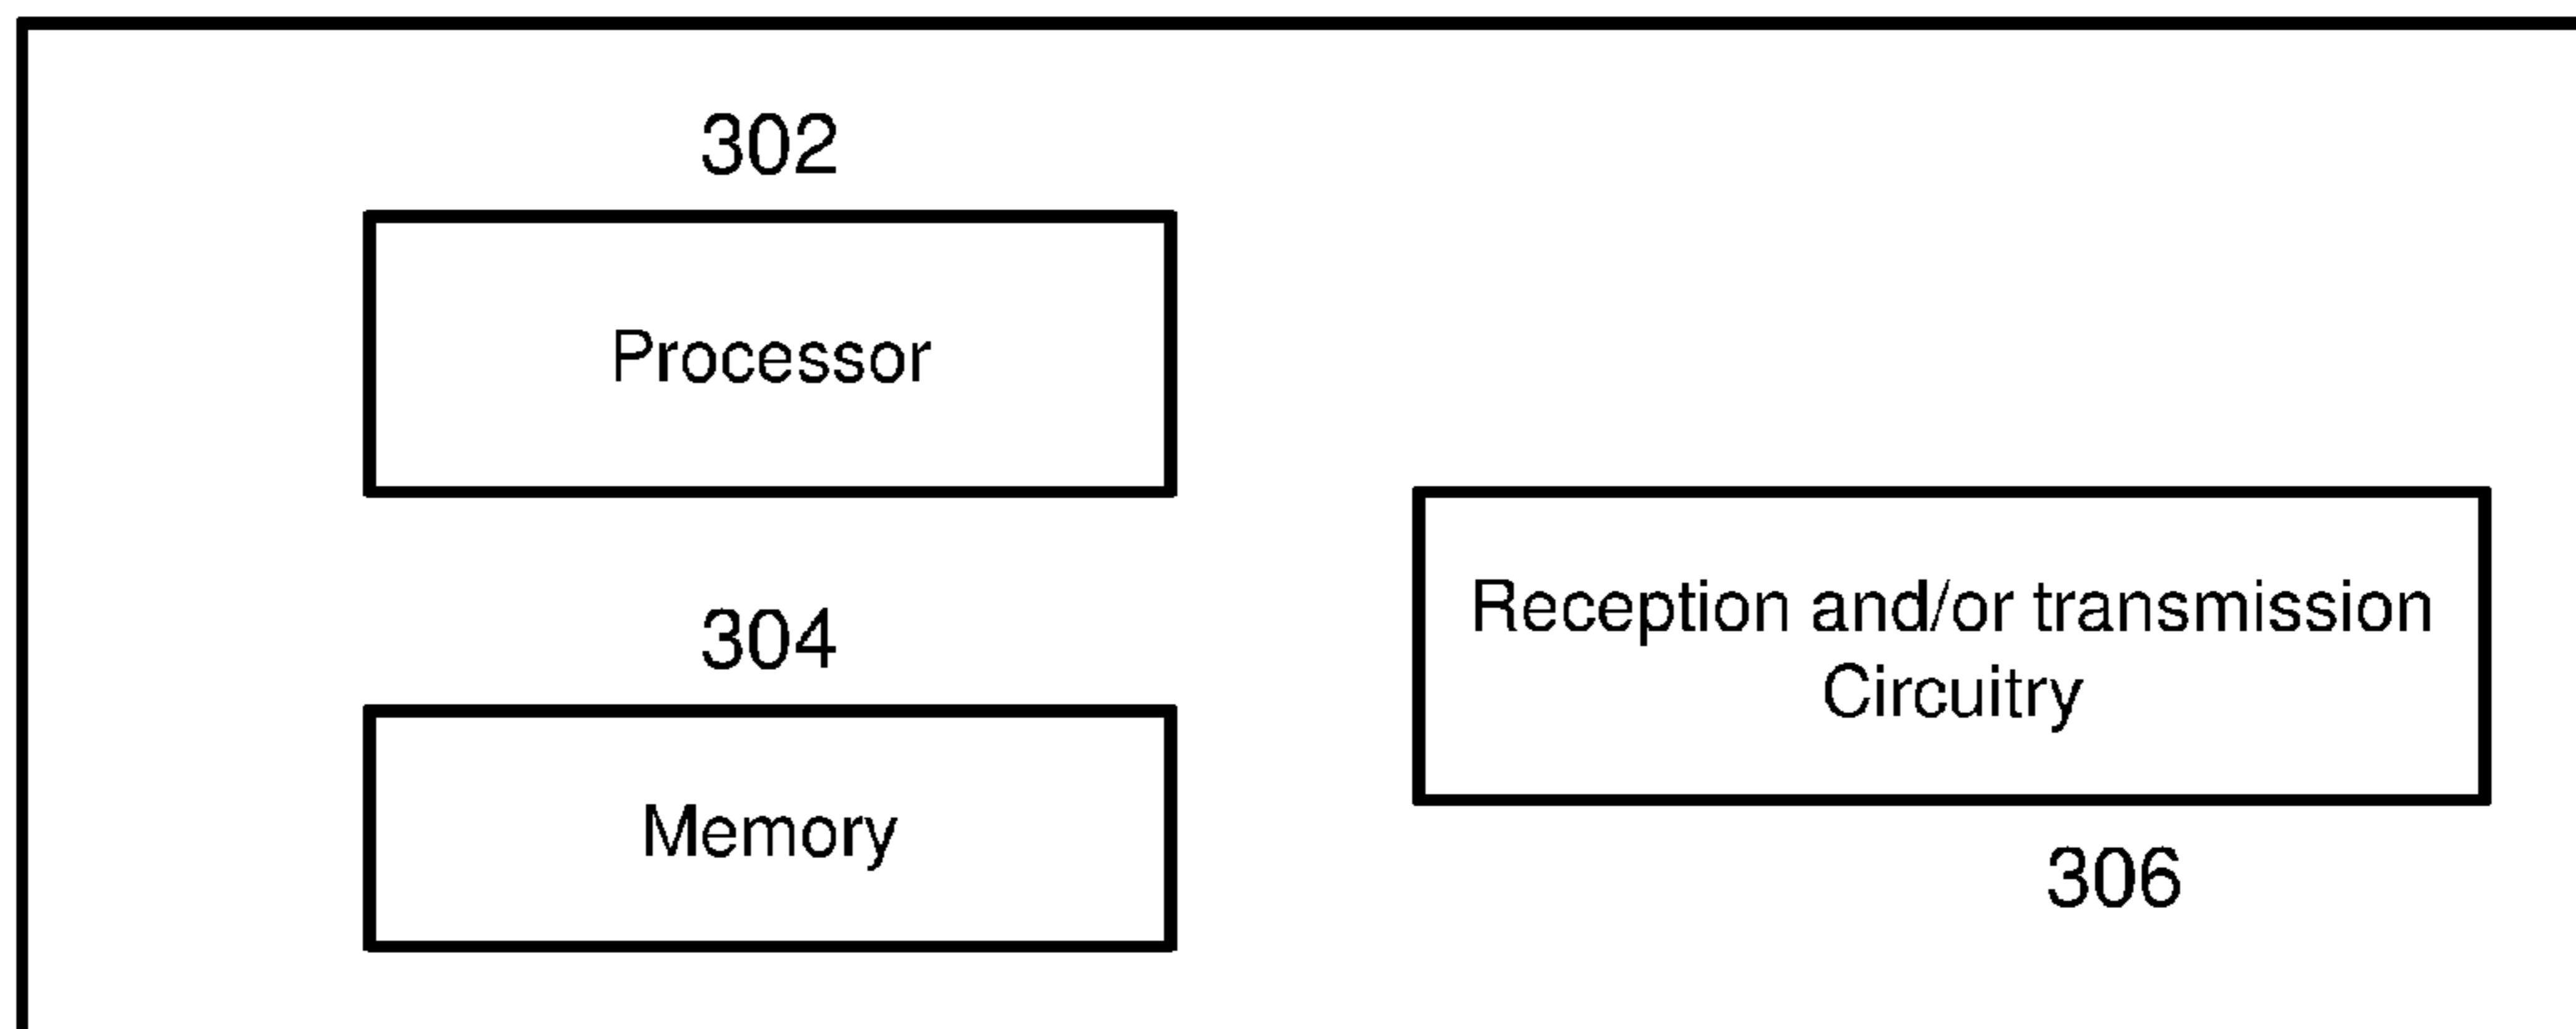 302
Processor
304
Memory
Reception and/or transmission
Circuitry
306